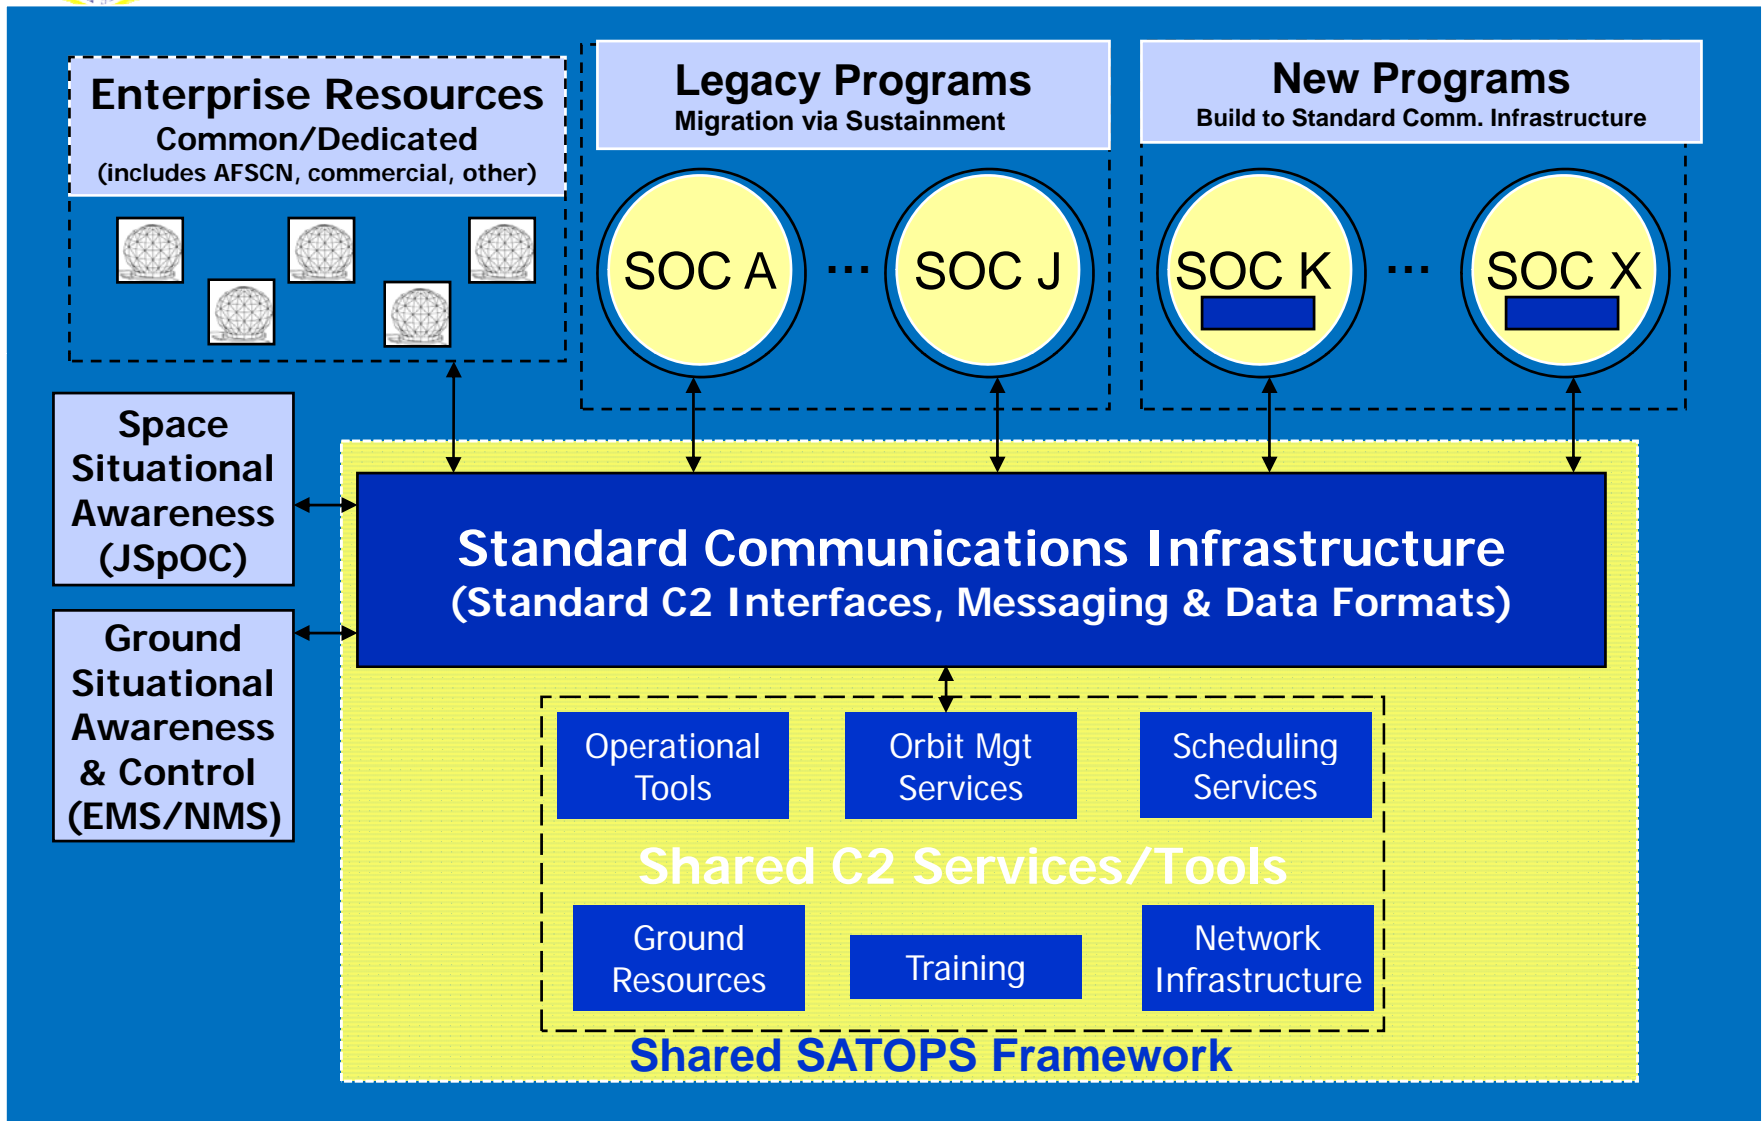 Enterprise Resources
Common/Dedicated
(includes AFSCN, commercial, other)
Legacy Programs
Migration via Sustainment
New Programs
Build to Standard Comm. Infrastructure
SOC A
...
SOC J
SOC K
...
SOC X
Space
Situational
Awareness
(JSpOC)
Ground
Situational
Awareness
& Control
(EMS/NMS)
Standard Communications Infrastructure
(Standard C2 Interfaces, Messaging & Data Formats)
Operational
Tools
Orbit Mgt
Services
Scheduling
Services
Shared C2 Services/Tools
Ground
Resources
Training
Network
Infrastructure
Shared SATOPS Framework